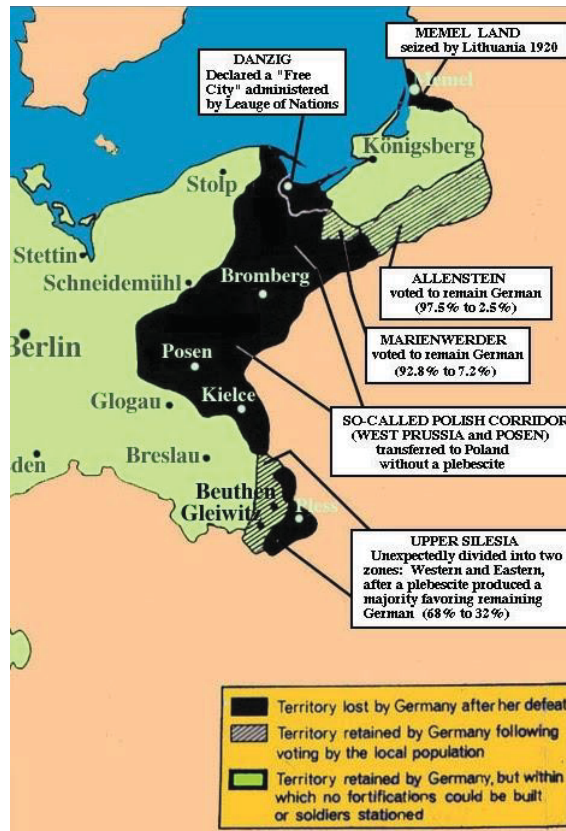 MEMEL LAND
seized by Lithuania 1920
DANZIG
Declared a "Free
City" administered
by Leauge of Nations
Memel
Königsberg
Stolp
Stettin
Schneidemühl
Bromberg
ALLENSTEIN
voted to remain German
(97.5% to 2.5%)
MARIENWERDER
voted to remain German
(92.8% to 7.2%)
Berlin
Posen
Kielce
Glogau
SO-CALLED POLISH CORRIDOR
(WEST PRUSSIA and POSEN)
transferred to Poland
without a plebescite
den
Breslau
Beuthen
Gleiwitz
Pless
UPPER SILESIA
Unexpectedly divided into two
zones: Western and Eastern,
after a plebescite produced a
majority favoring remaining
German (68% to 32%)
Territory lost by Germany after her defeat
Territory retained by Germany following
voting by the local population
Territory retained by Germany, but within
which no fortifications could be built
or soldiers stationed